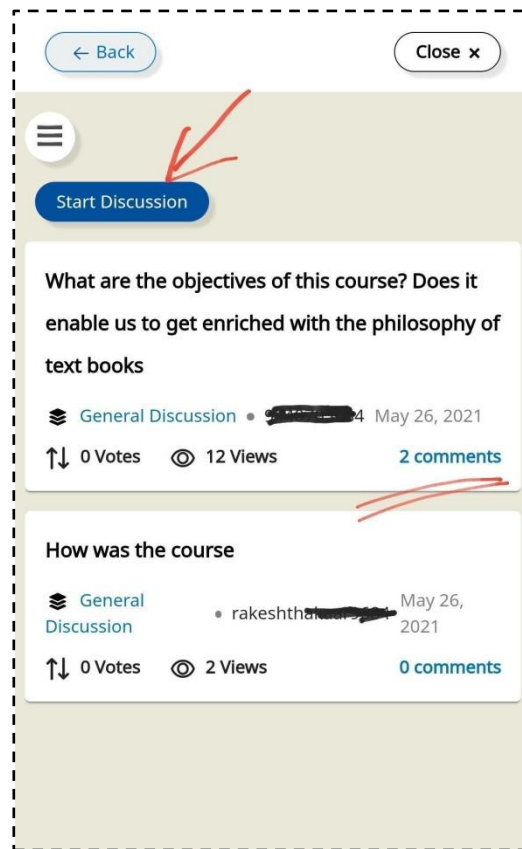 ← Back
Close ×
Start Discussion
What are the objectives of this course? Does it
enable us to get enriched with the philosophy of
text books
General Discussion • 4 May 26, 2021
↑↓ 0 Votes 12 Views 2 comments
How was the course
General
Discussion
• May 26,
2021
↑↓ 0 Votes 2 Views 0 comments